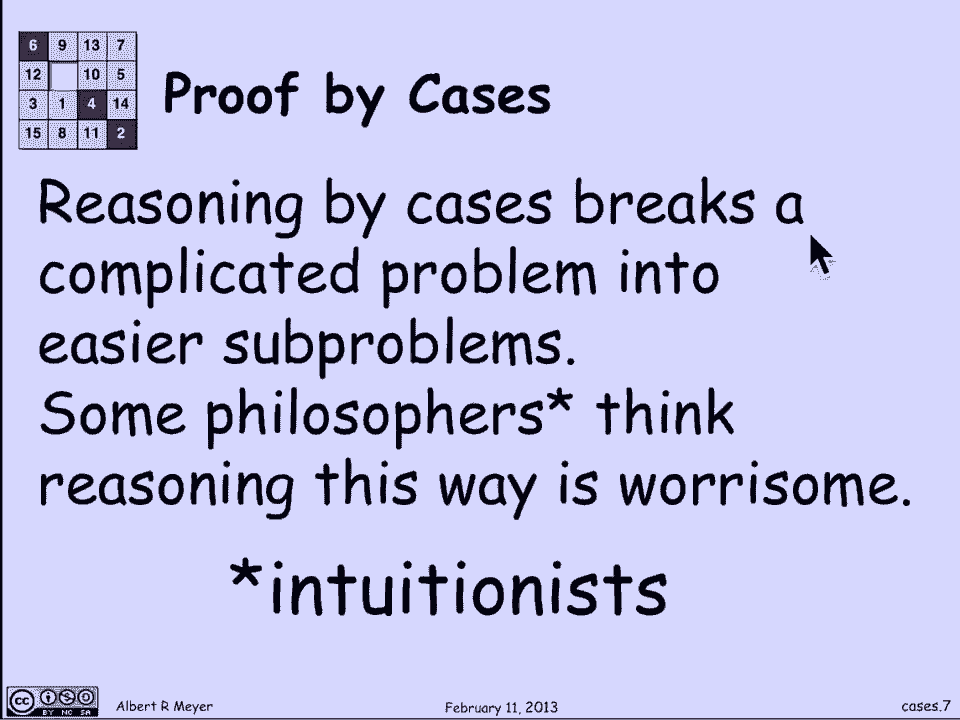 6 9 13 7
12 10 5
3 1 4 14
15 8 11 2
Proof by Cases
Reasoning by cases breaks a
complicated problem into
easier subproblems.
Some philosophers* think
reasoning this way is worrisome.
*intuitionists
cc
BY NC SA
Albert R Meyer
February 11, 2013
cases.7